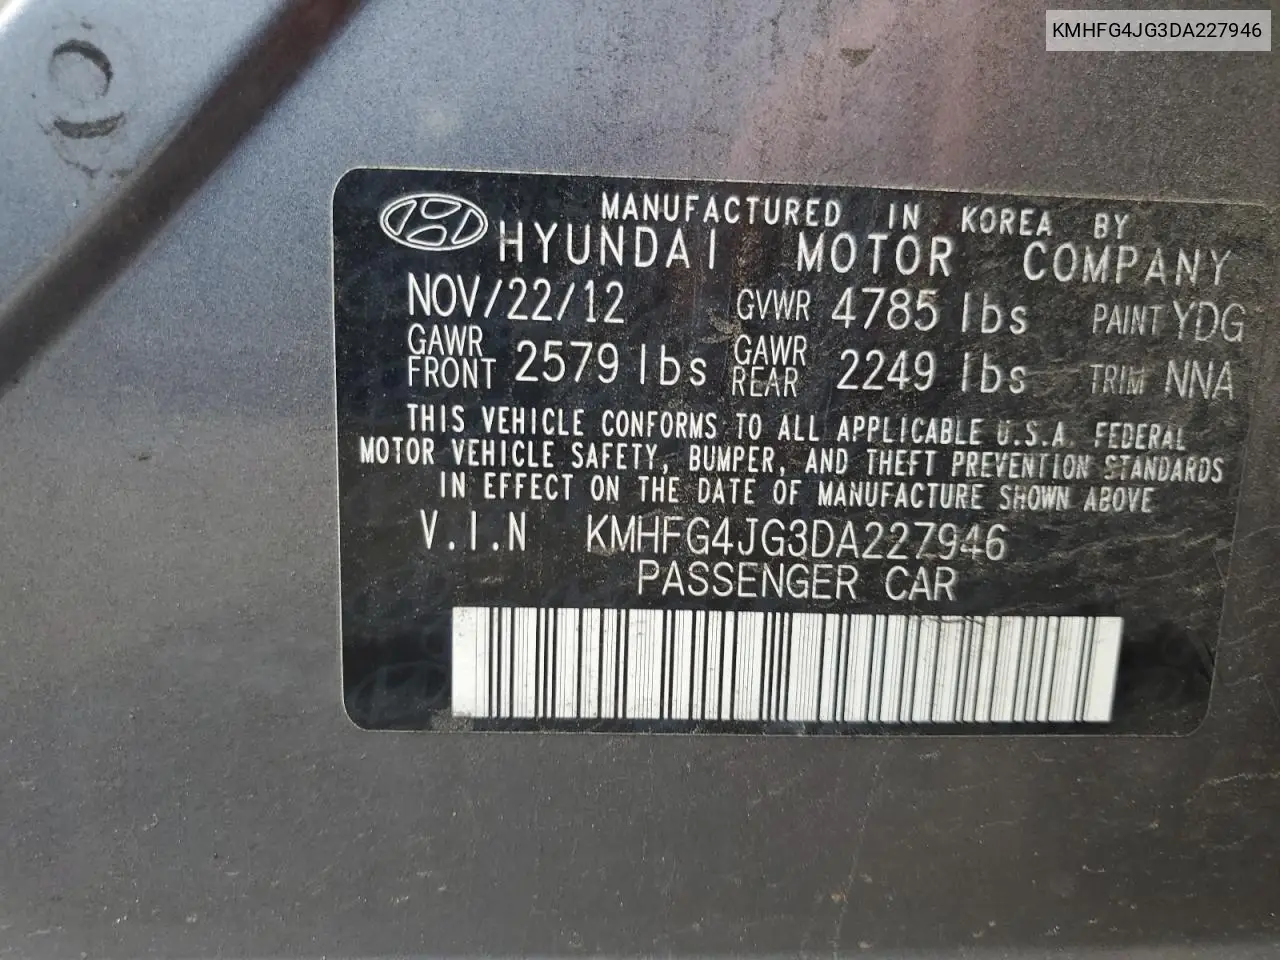 KMHFG4JG3DA227946
MANUFACTURED IN KOREA BY
HYUNDAI MOTOR COMPANY
NOV/22/12 GVWR 4785 lbs PAINT YDG
GAWR FRONT 2579 lbs GAWR REAR 2249 lbs TRIM NNA
THIS VEHICLE CONFORMS TO ALL APPLICABLE U.S.A. FEDERAL
MOTOR VEHICLE SAFETY, BUMPER, AND THEFT PREVENTION STANDARDS
IN EFFECT ON THE DATE OF MANUFACTURE SHOWN ABOVE
V.I.N KMHFG4JG3DA227946
PASSENGER CAR